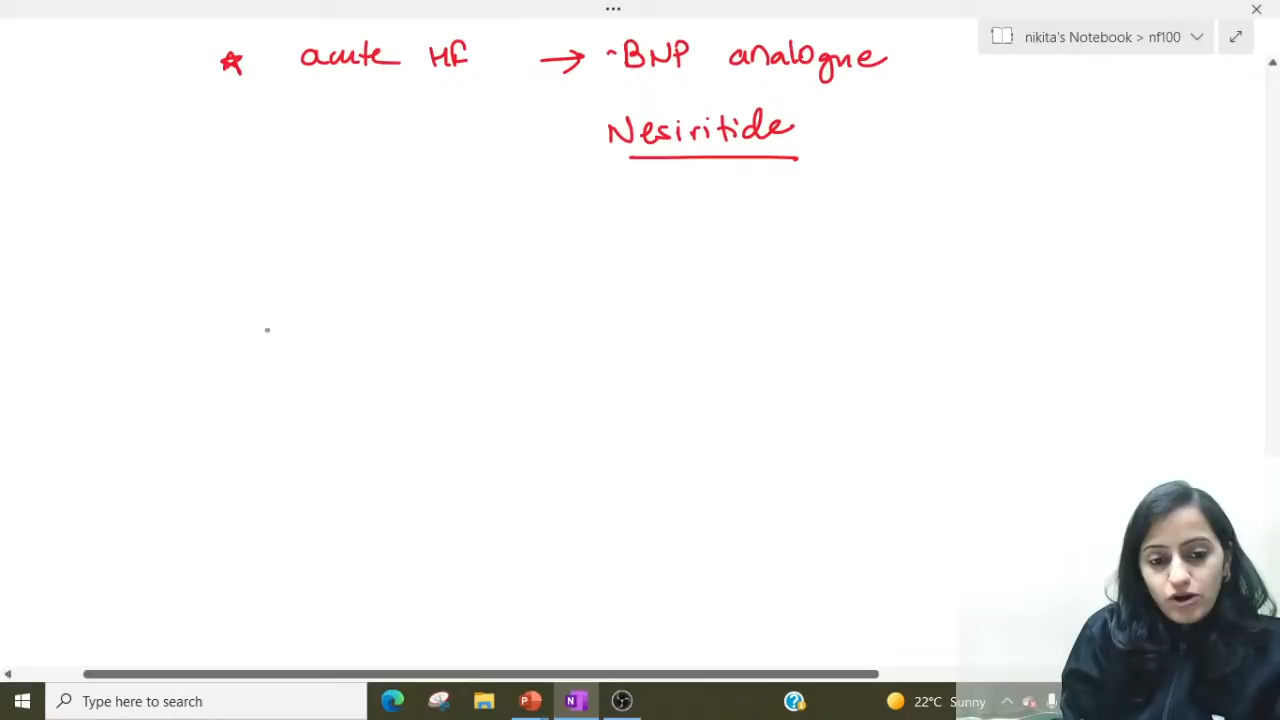 nikita's Notebook > nf100
☆ acute HF → BNP analogue
Nesiritide
Type here to search
22°C Sunny